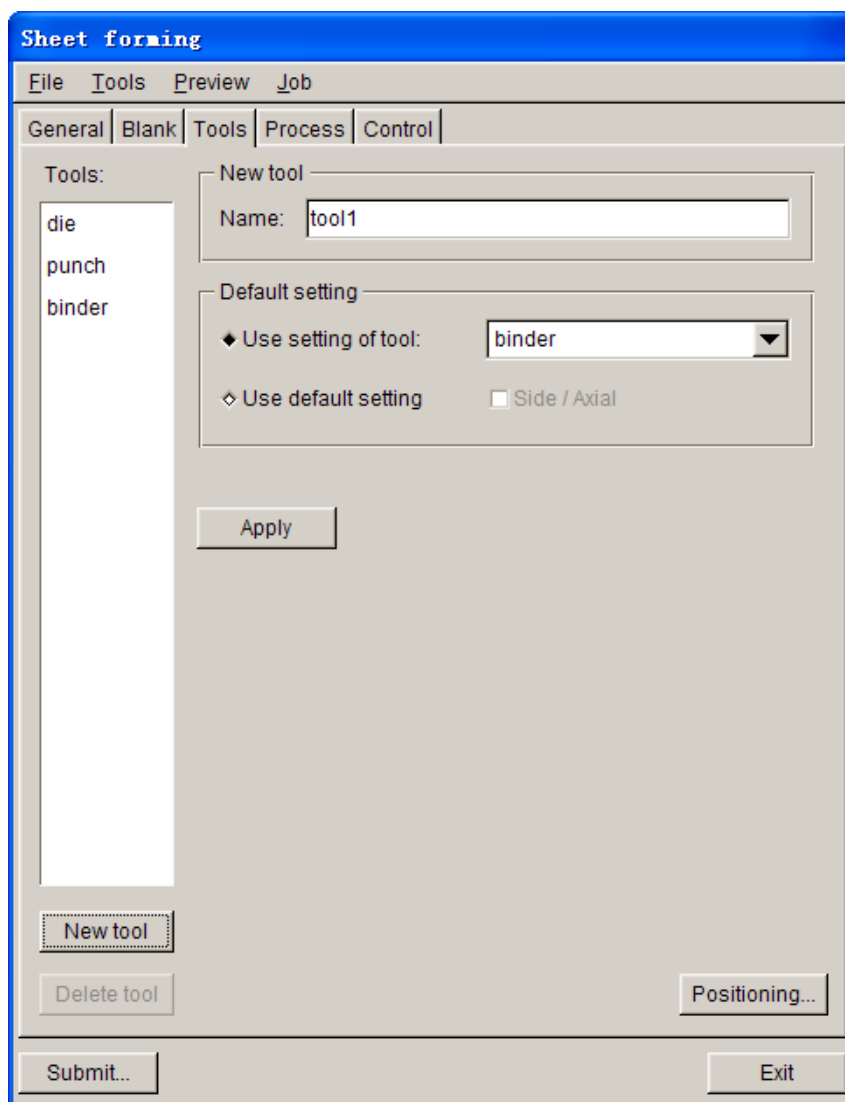 Sheet forming
File Tools Preview Job
General Blank Tools Process Control
Tools:
die
punch
binder
New tool
Name: tool1
Default setting
Use setting of tool: binder
Use default setting Side / Axial
Apply
New tool
Delete tool
Positioning...
Submit... Exit